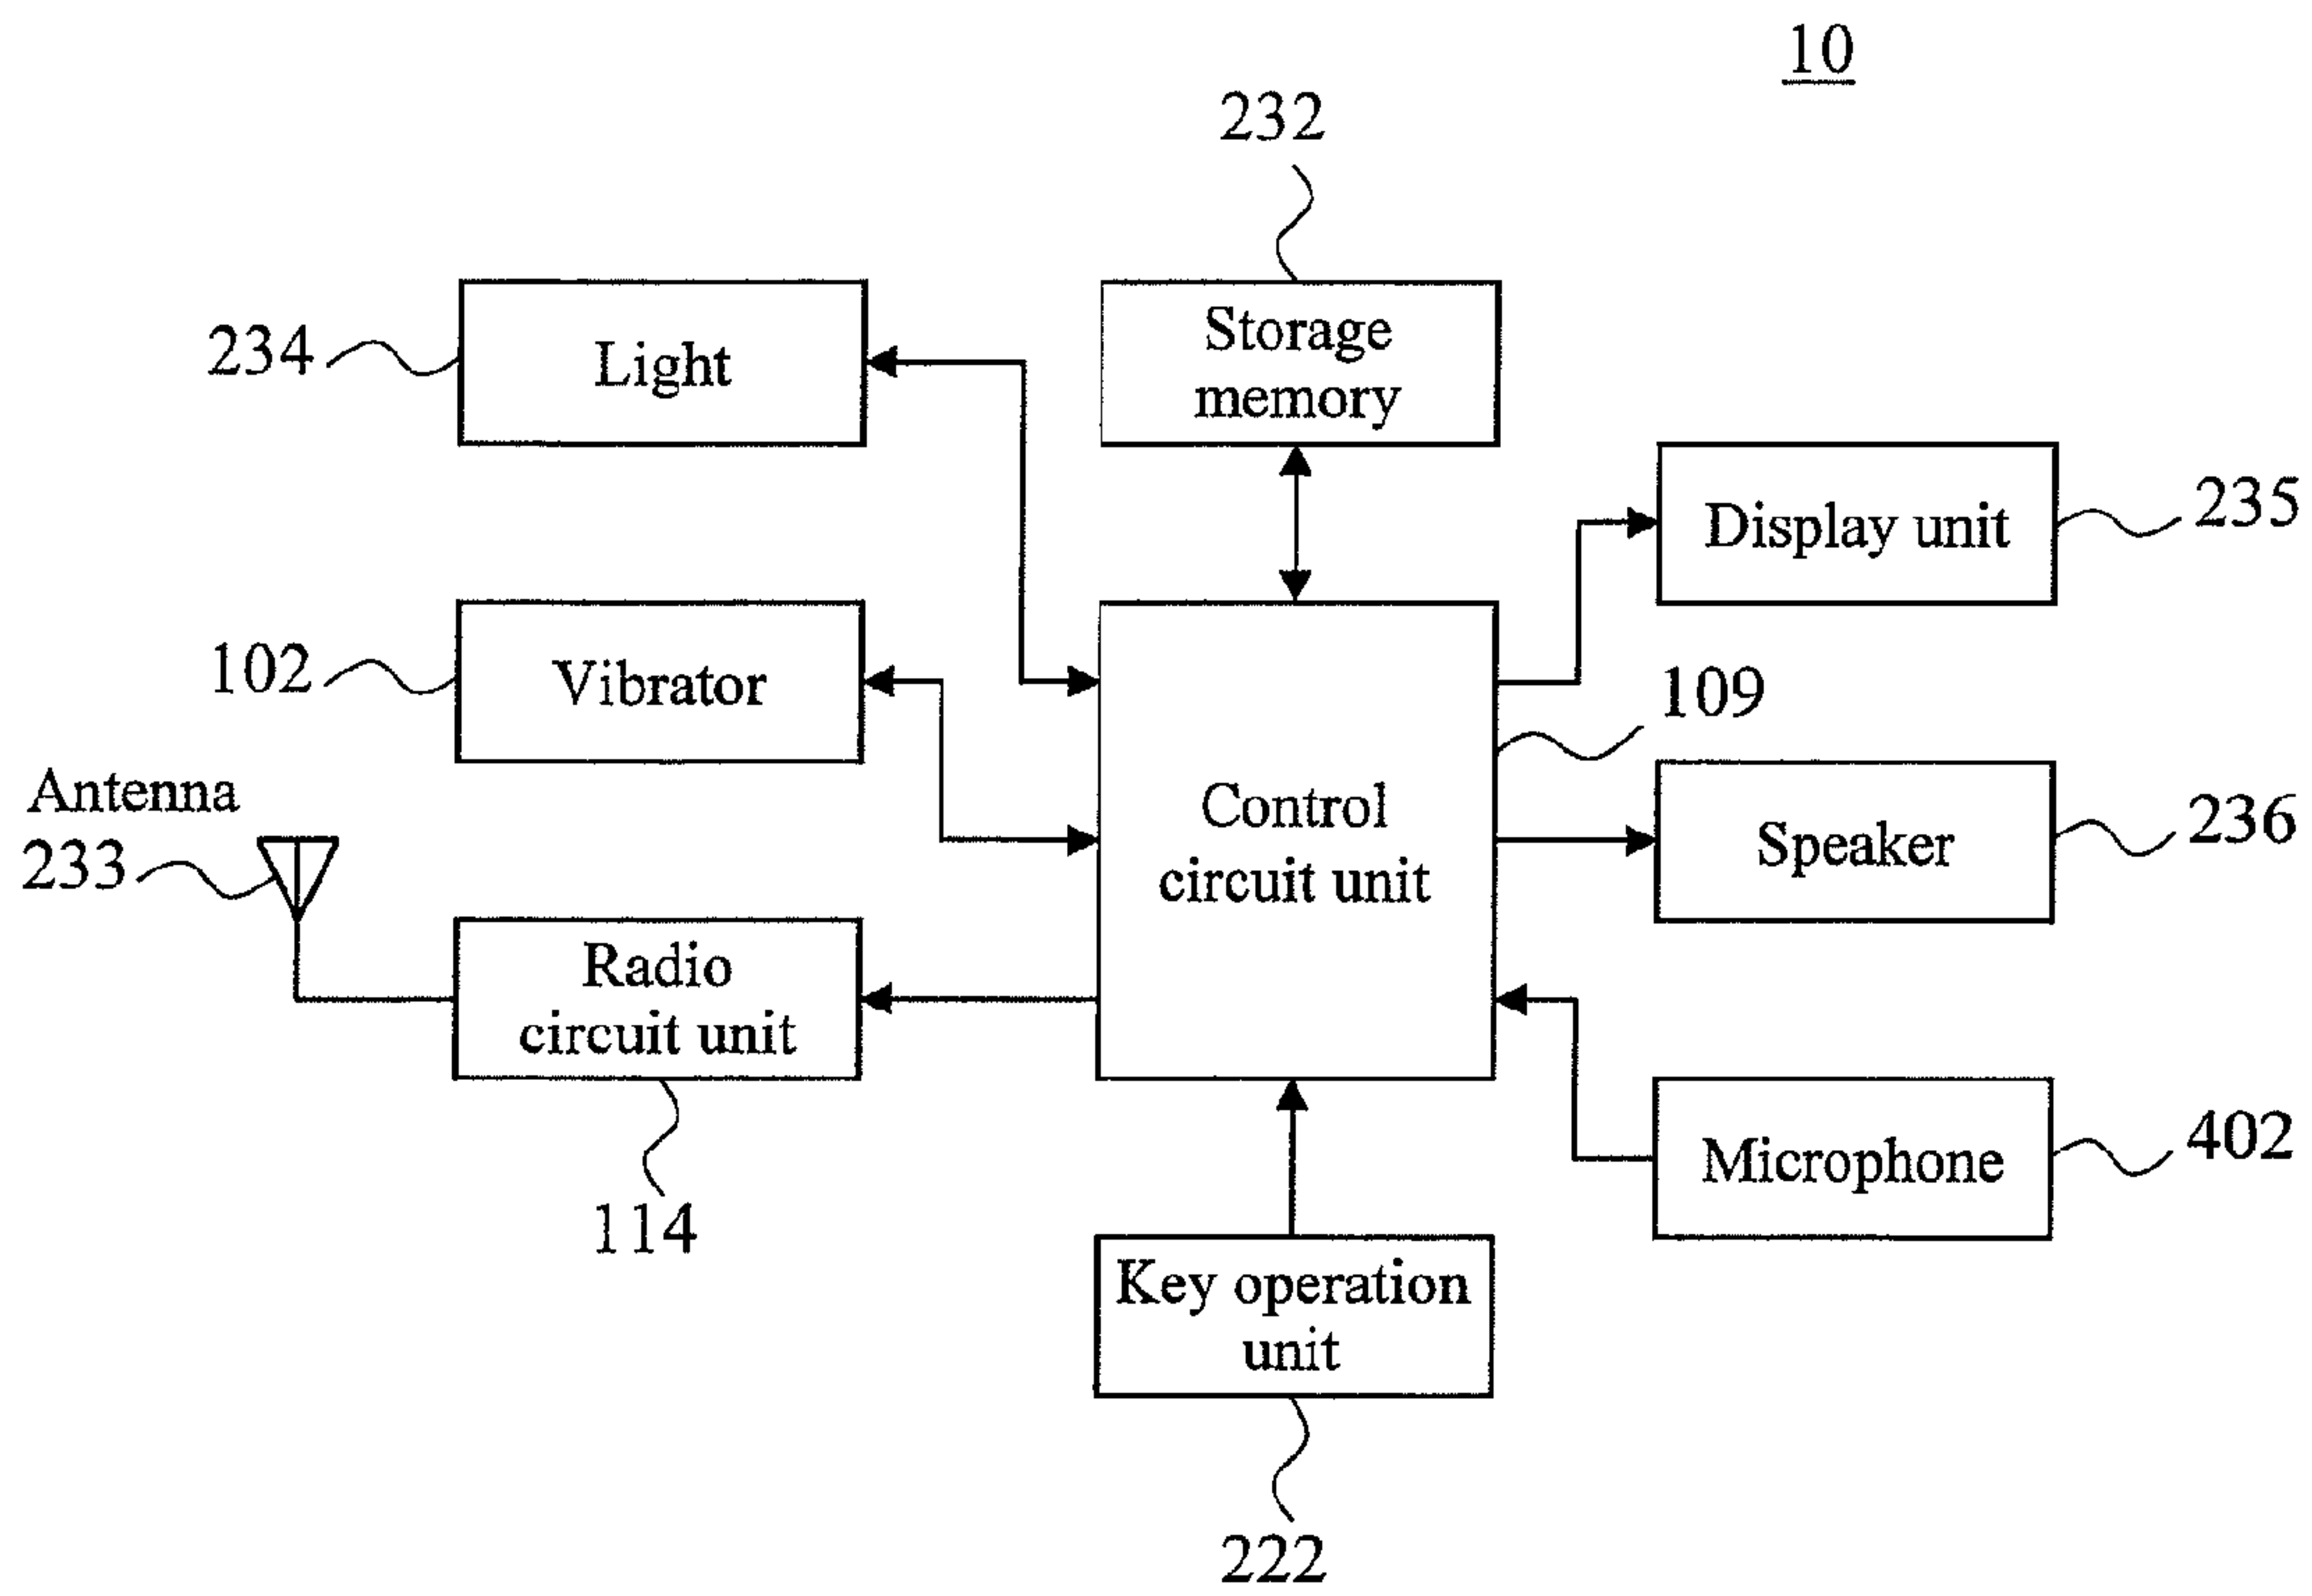 10
232
234
Light
Storage
memory
Display unit
235
102
Vibrator
109
Antenna
233
Control
circuit unit
Speaker
236
Radio
circuit unit
114
Microphone
402
Key operation
unit
222